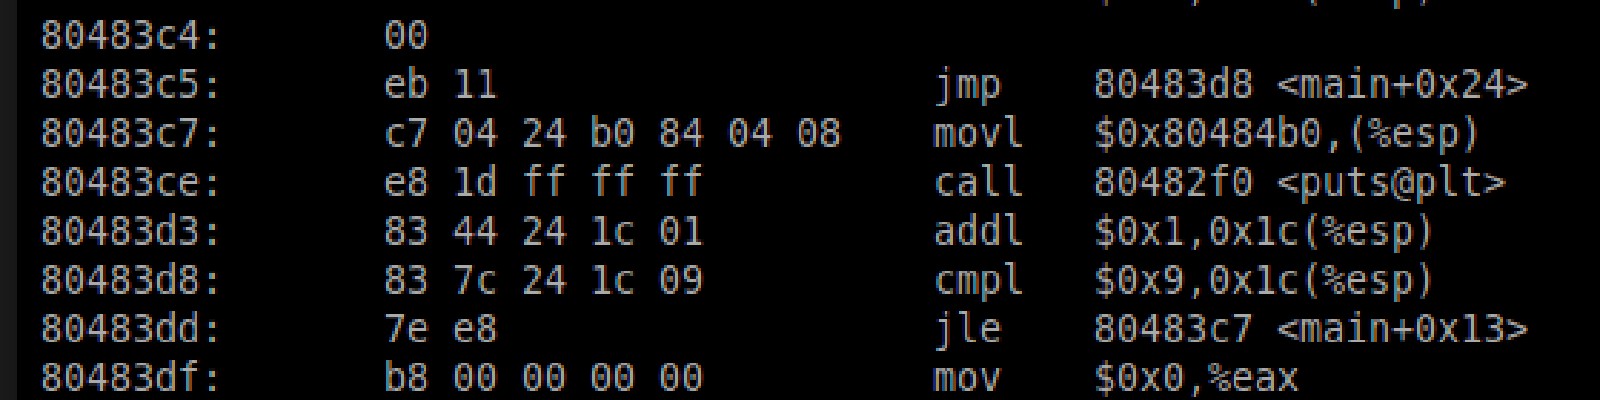 80483c4: 00
80483c5: eb 11 jmp 80483d8 <main+0x24>
80483c7: c7 04 24 b0 84 04 08 movl $0x80484b0,(%esp)
80483ce: e8 1d ff ff ff call 80482f0 <puts@plt>
80483d3: 83 44 24 1c 01 addl $0x1,0x1c(%esp)
80483d8: 83 7c 24 1c 09 cmpl $0x9,0x1c(%esp)
80483dd: 7e e8 jle 80483c7 <main+0x13>
80483df: b8 00 00 00 00 mov $0x0,%eax